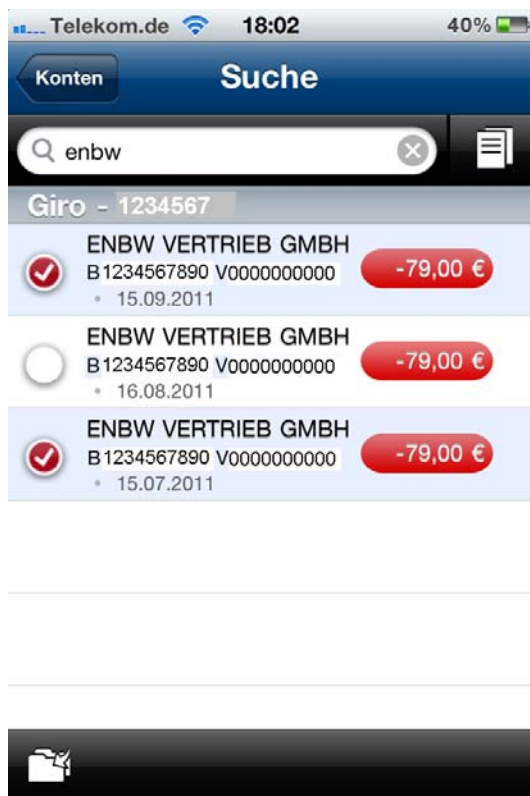 Telekom.de 18:02 40%
Konten Suche
enbw
Giro - 1234567
ENBW VERTRIEB GMBH
B1234567890 V0000000000 -79,00 €
• 15.09.2011
ENBW VERTRIEB GMBH
B1234567890 V0000000000 -79,00 €
• 16.08.2011
ENBW VERTRIEB GMBH
B1234567890 V0000000000 -79,00 €
• 15.07.2011